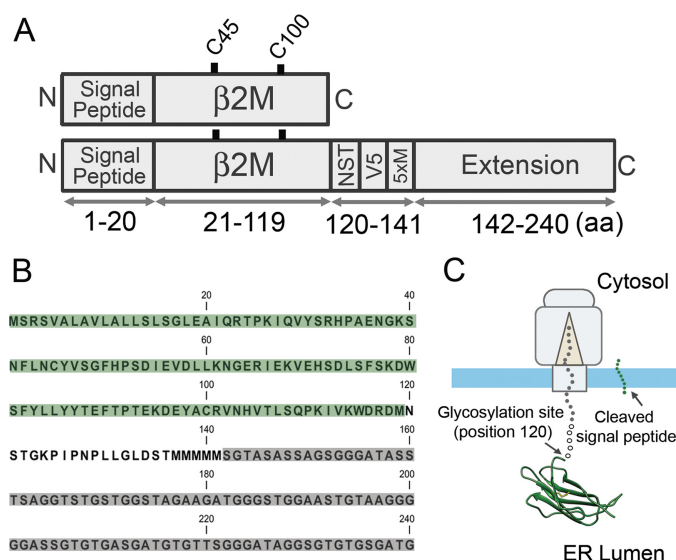 A
C45 C100
N Signal Peptide β2M C
N Signal Peptide β2M NST V5 5xM Extension C
1-20 21-119 120-141 142-240 (aa)
B
20 40
MSRSVALAVLALLSLSGLEAIQRTPKIQVYSRHPAENGKS
60 80
NFLNCYVSGFHPSDIEVDLLKNGERIEKVEHSDLSFSKDW
100 120
SFYLLYYTEFTPTEKDEYACRVNHVTLSQPKIVKWDRDMN
140 160
STGKPIPNPLLGLDSTMMMMMSGTASASSAGSGGGATASS
180 200
TSAGGTSTGSTGGSTAGAAGATGGGSTGGAASTGTAAGGG
220 240
GGASSGTGTGASGATGTGTTSGGGATAGGSGTGTGSGATG
C
Cytosol
Glycosylation site
(position 120)
Cleaved
signal peptide
ER Lumen